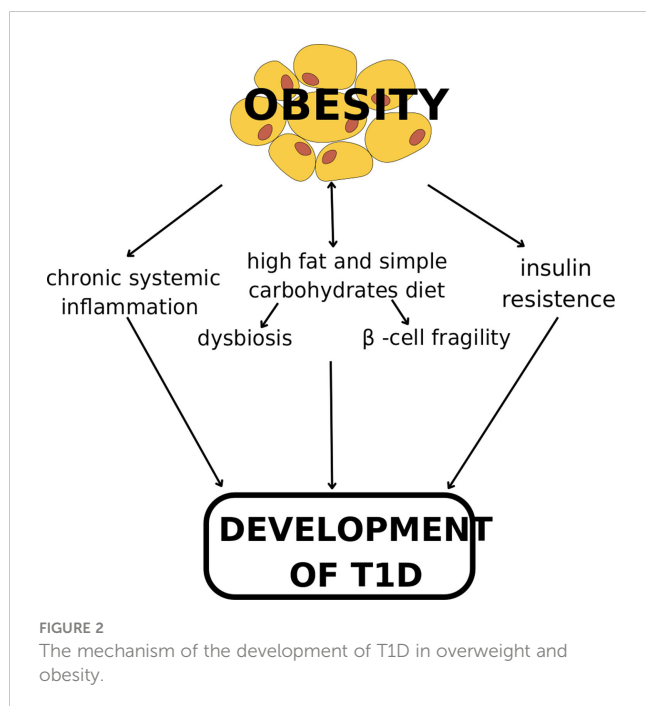 OBESITY
chronic systemic
inflammation
high fat and simple
carbohydrates diet
insulin
resistence
dysbiosis
β -cell fragility
DEVELOPMENT
OF T1D
FIGURE 2
The mechanism of the development of T1D in overweight and
obesity.